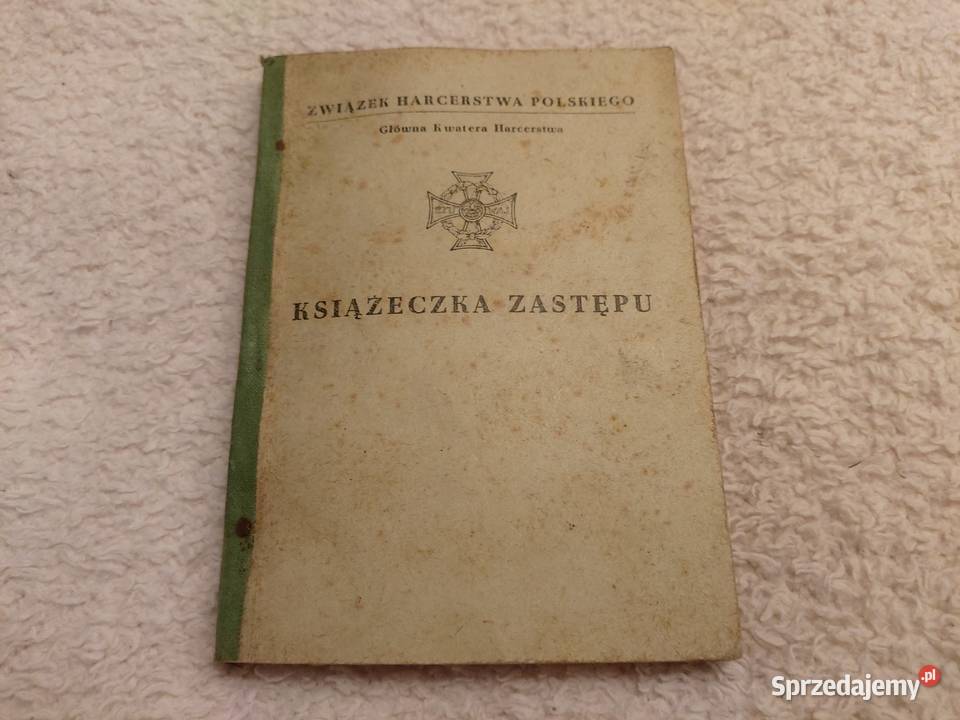 ZWIĄZEK HARCERSTWA POLSKIEGO
Główna Kwatera Harcerstwa
KSIĄŻECZKA ZASTĘPU
Sprzedajemy.pl